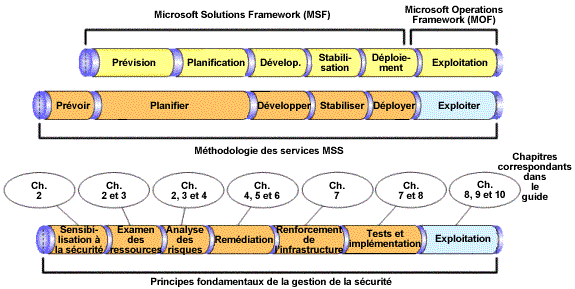 Microsoft Solutions Framework (MSF)
Microsoft Operations
Framework (MOF)
Prévision
Planification
Dévelop.
Stabili-
sation
Déploie-
ment
Exploitation
Prévoir
Planifier
Développer
Stabiliser
Déployer
Exploiter
Méthodologie des services MSS
Chapitres
correspondants
dans
le
guide
Ch.
2
Ch.
2 et 3
Ch.
2, 3 et 4
Ch.
4, 5 et 6
Ch.
7
Ch.
7 et 8
Ch.
8, 9 et 10
Sensibi-
lisation à
la sécurité
Examen
des
ressources
Analyse
des
risques
Remédiation
Renforcement
de
l'infrastructure
Tests et
implémentation
Exploitation
Principes fondamentaux de la gestion de la sécurité